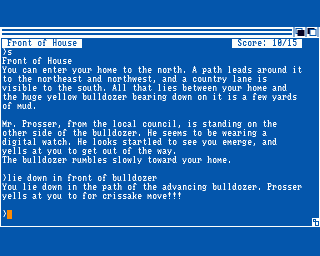 Front of House Score: 10/15
>s
Front of House
You can enter your home to the north. A path leads around it
to the northeast and northwest, and a country lane is
visible to the south. All that lies between your home and
the huge yellow bulldozer bearing down on it is a few yards
of mud.
Mr. Prosser, from the local council, is standing on the
other side of the bulldozer. He seems to be wearing a
digital watch. He looks startled to see you emerge, and
yells at you to get out of the way.
The bulldozer rumbles slowly toward your home.
>lie down in front of bulldozer
You lie down in the path of the advancing bulldozer. Prosser
yells at you to for crissake move!!!
>